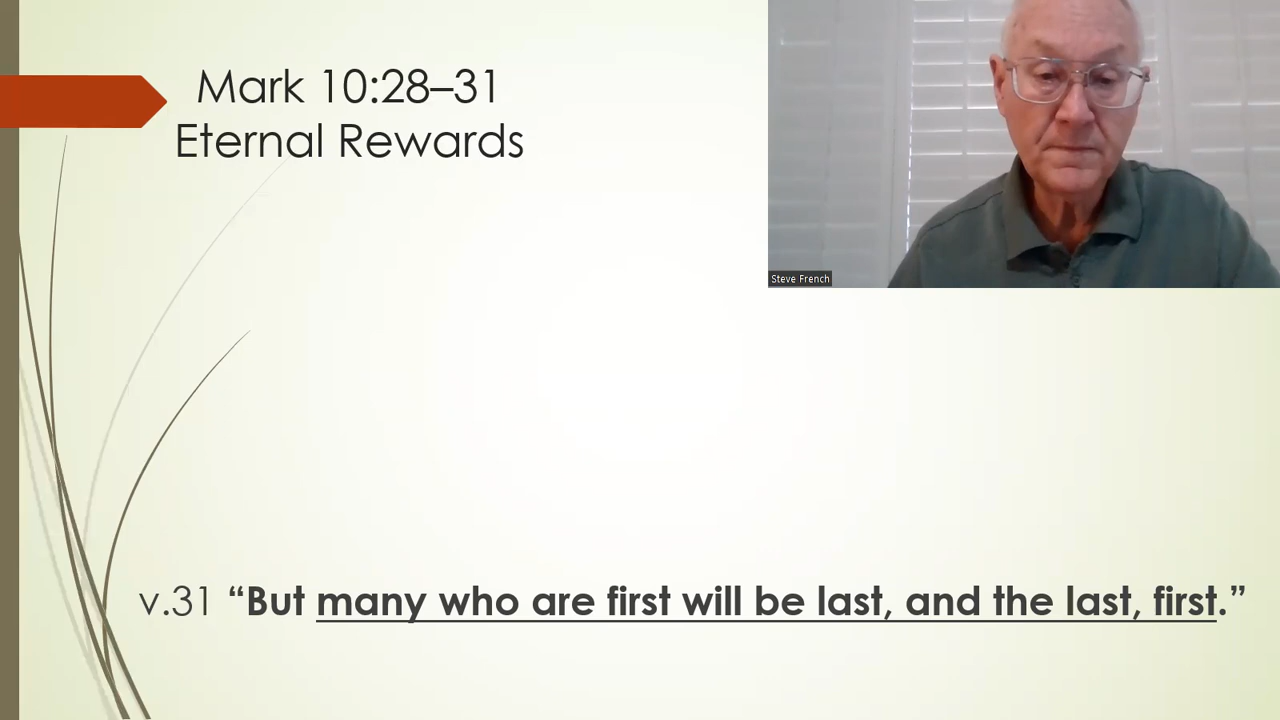 Mark 10:28–31
Eternal Rewards
Steve French
v.31 “But many who are first will be last, and the last, first.”